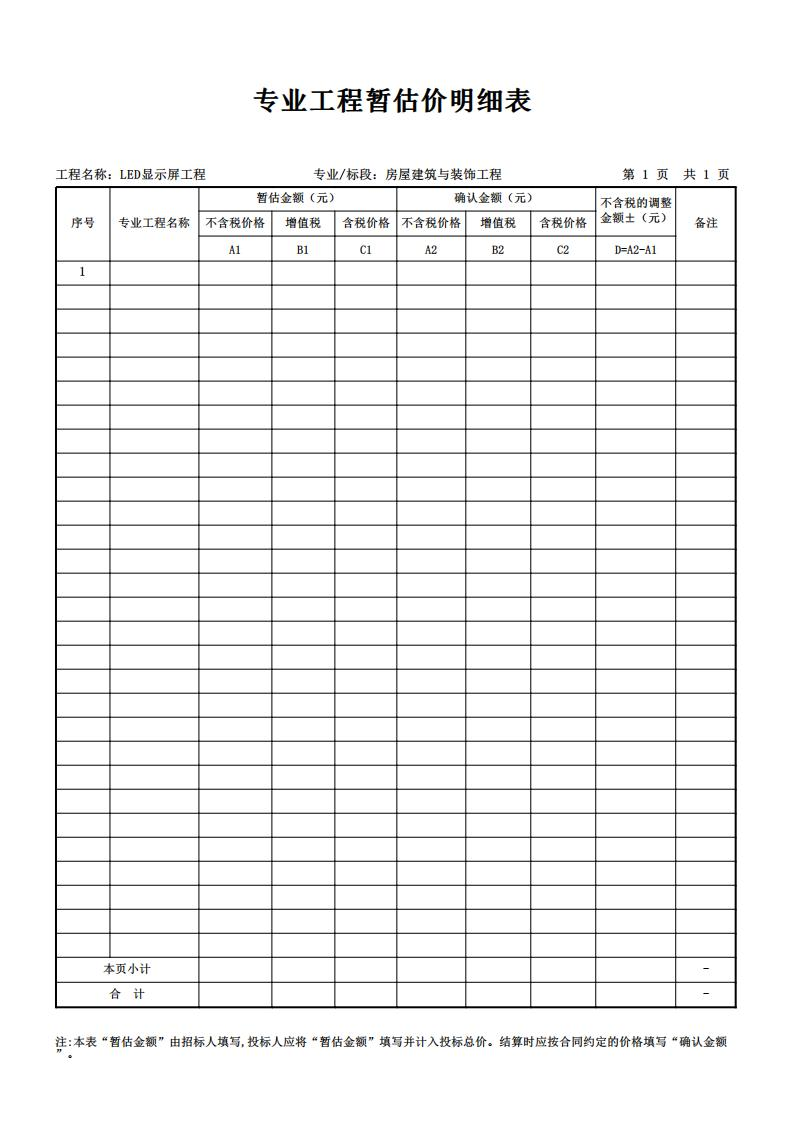 专业工程暂估价明细表
工程名称：LED显示屏工程 专业/标段：房屋建筑与装饰工程 第 1 页 共 1 页
序号 专业工程名称 暂估金额（元） 确认金额（元） 不含税的调整金额±（元） 备注
不含税价格 增值税 含税价格 不含税价格 增值税 含税价格
A1 B1 C1 A2 B2 C2 D=A2-A1
1
本页小计 -
合 计 -
注:本表“暂估金额”由招标人填写,投标人应将“暂估金额”填写并计入投标总价。结算时应按合同约定的价格填写“确认金额
”。